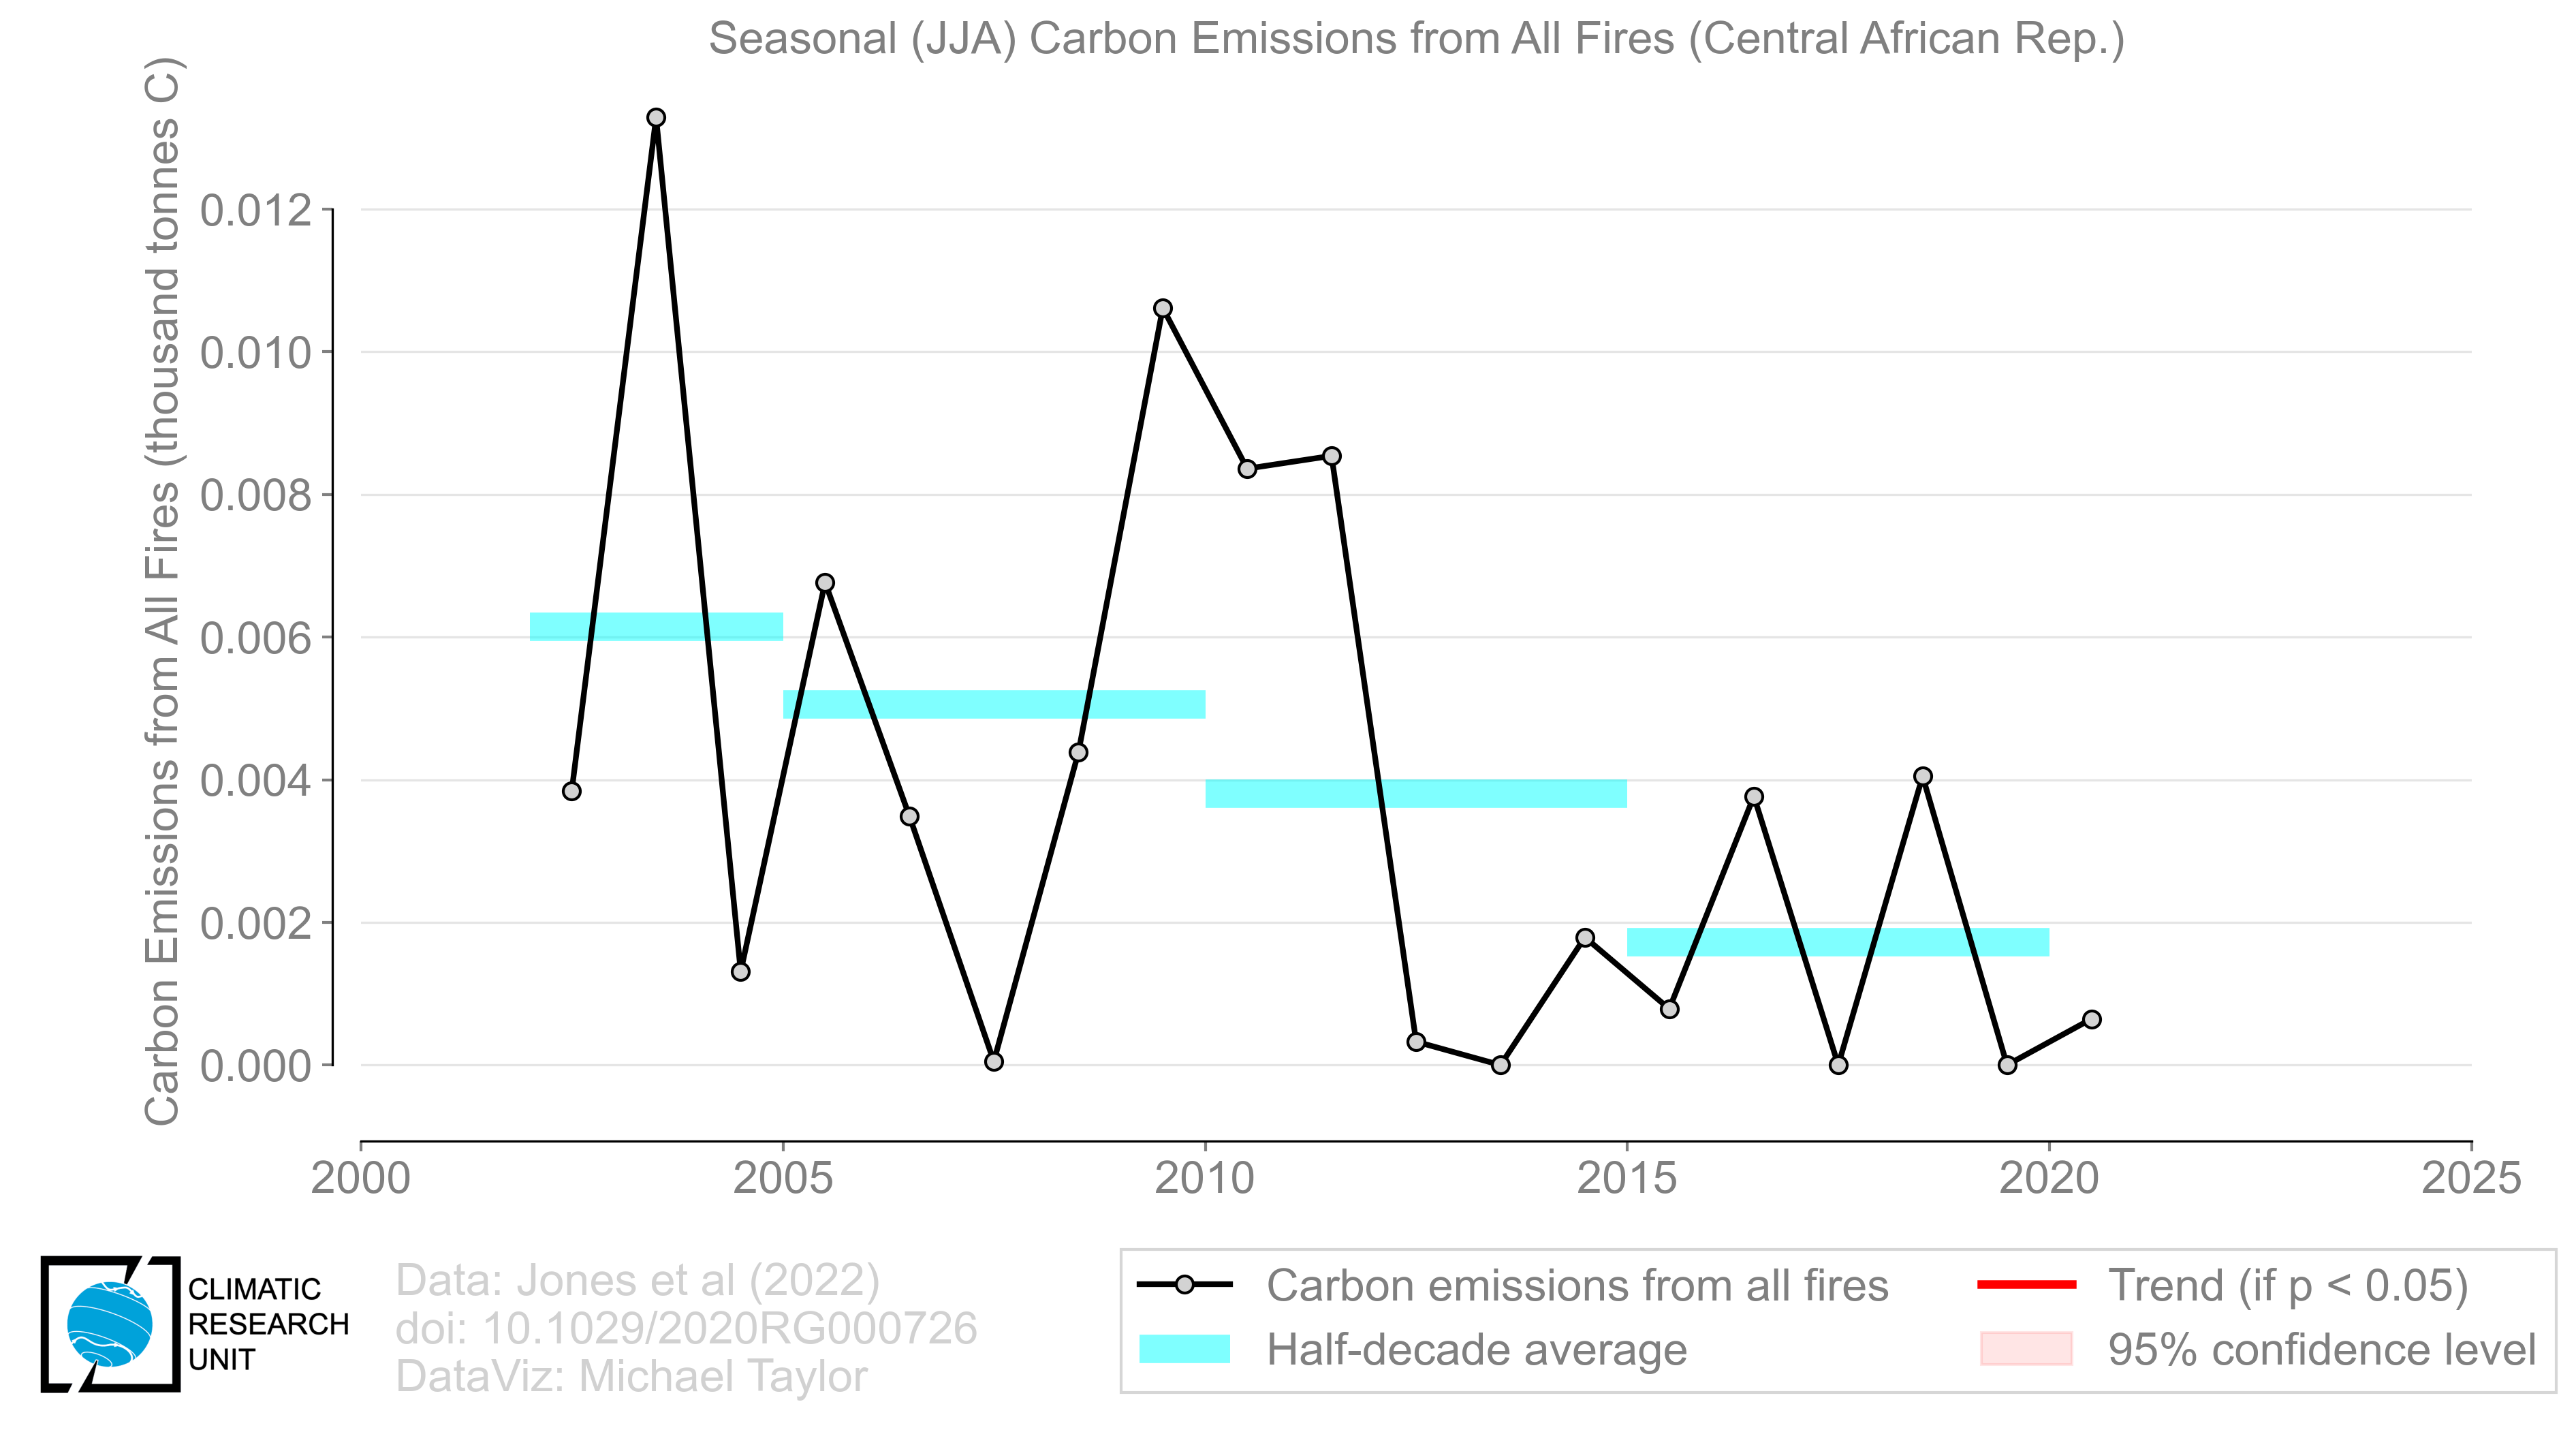 Seasonal (JJA) Carbon Emissions from All Fires (Central African Rep.)
Carbon Emissions from All Fires (thousand tonnes C)
0.012
0.010
0.008
0.006
0.004
0.002
0.000
2000
2005
2010
2015
2020
2025
CLIMATIC
RESEARCH
UNIT
Data: Jones et al (2022)
doi: 10.1029/2020RG000726
DataViz: Michael Taylor
Carbon emissions from all fires
Half-decade average
Trend (if p < 0.05)
95% confidence level